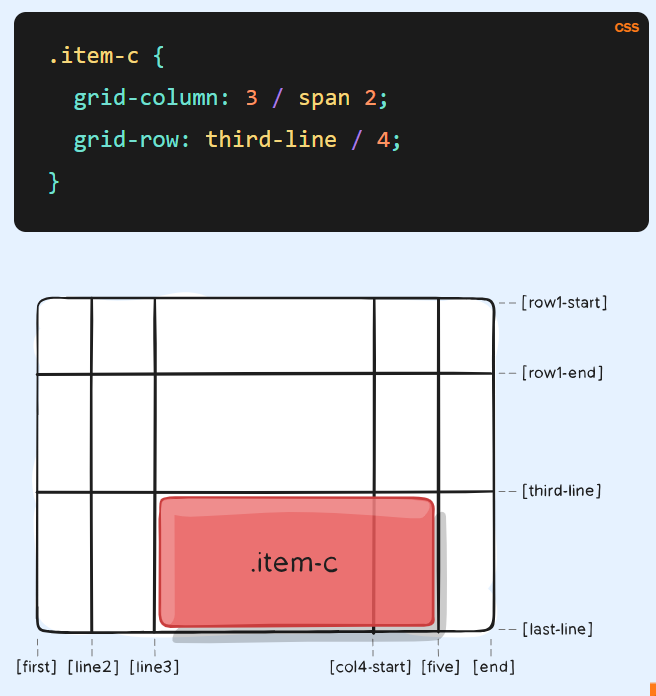 CSS
.item-c {
grid-column: 3 / span 2;
grid-row: third-line / 4;
}
[row1-start]
[row1-end]
[third-line]
.item-c
[last-line]
[first] [line2] [line3] [col4-start] [five] [end]